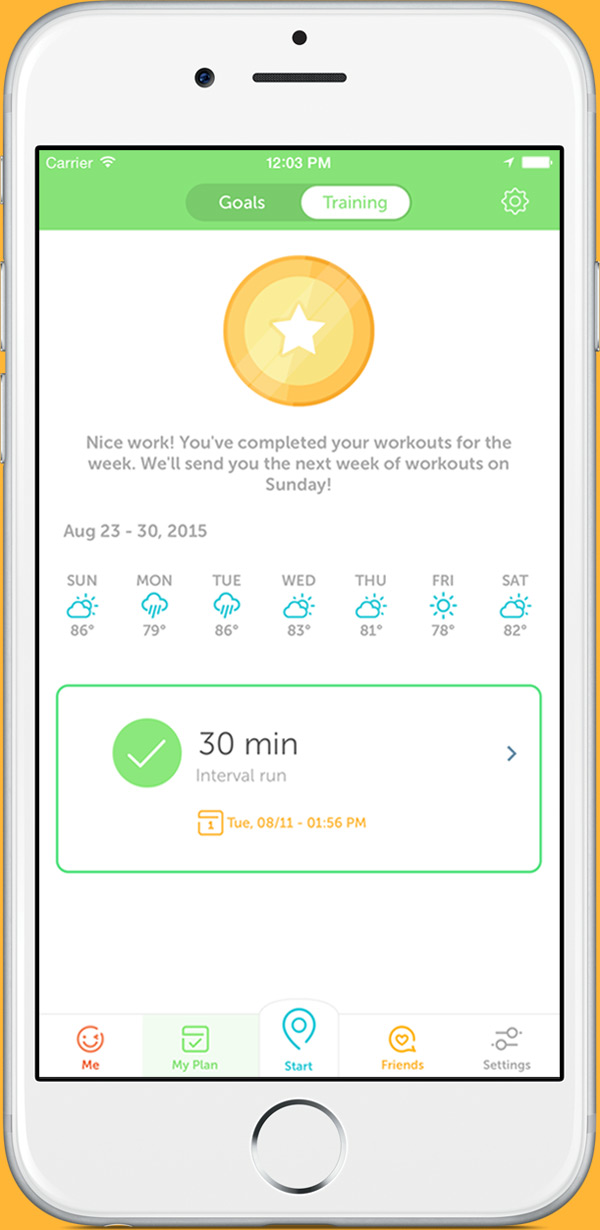 Carrier 12:03 PM
Goals Training
Nice work! You've completed your workouts for the
week. We'll send you the next week of workouts on
Sunday!
Aug 23 - 30, 2015
SUN MON TUE WED THU FRI SAT
86° 79° 86° 83° 81° 78° 82°
30 min
Interval run
1 Tue, 08/11 - 01:56 PM
Me My Plan Start Friends Settings